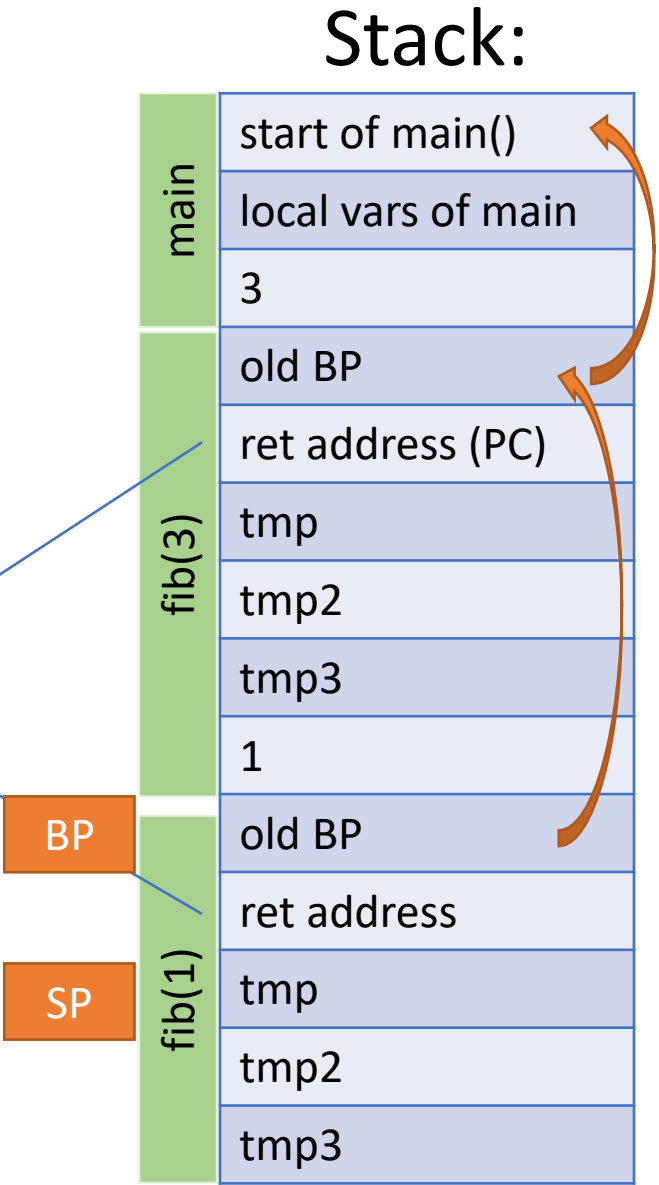 Stack:
main
start of main()
local vars of main
3
fib(3)
old BP
ret address (PC)
tmp
tmp2
tmp3
1
BP
fib(1)
old BP
ret address
SP
tmp
tmp2
tmp3